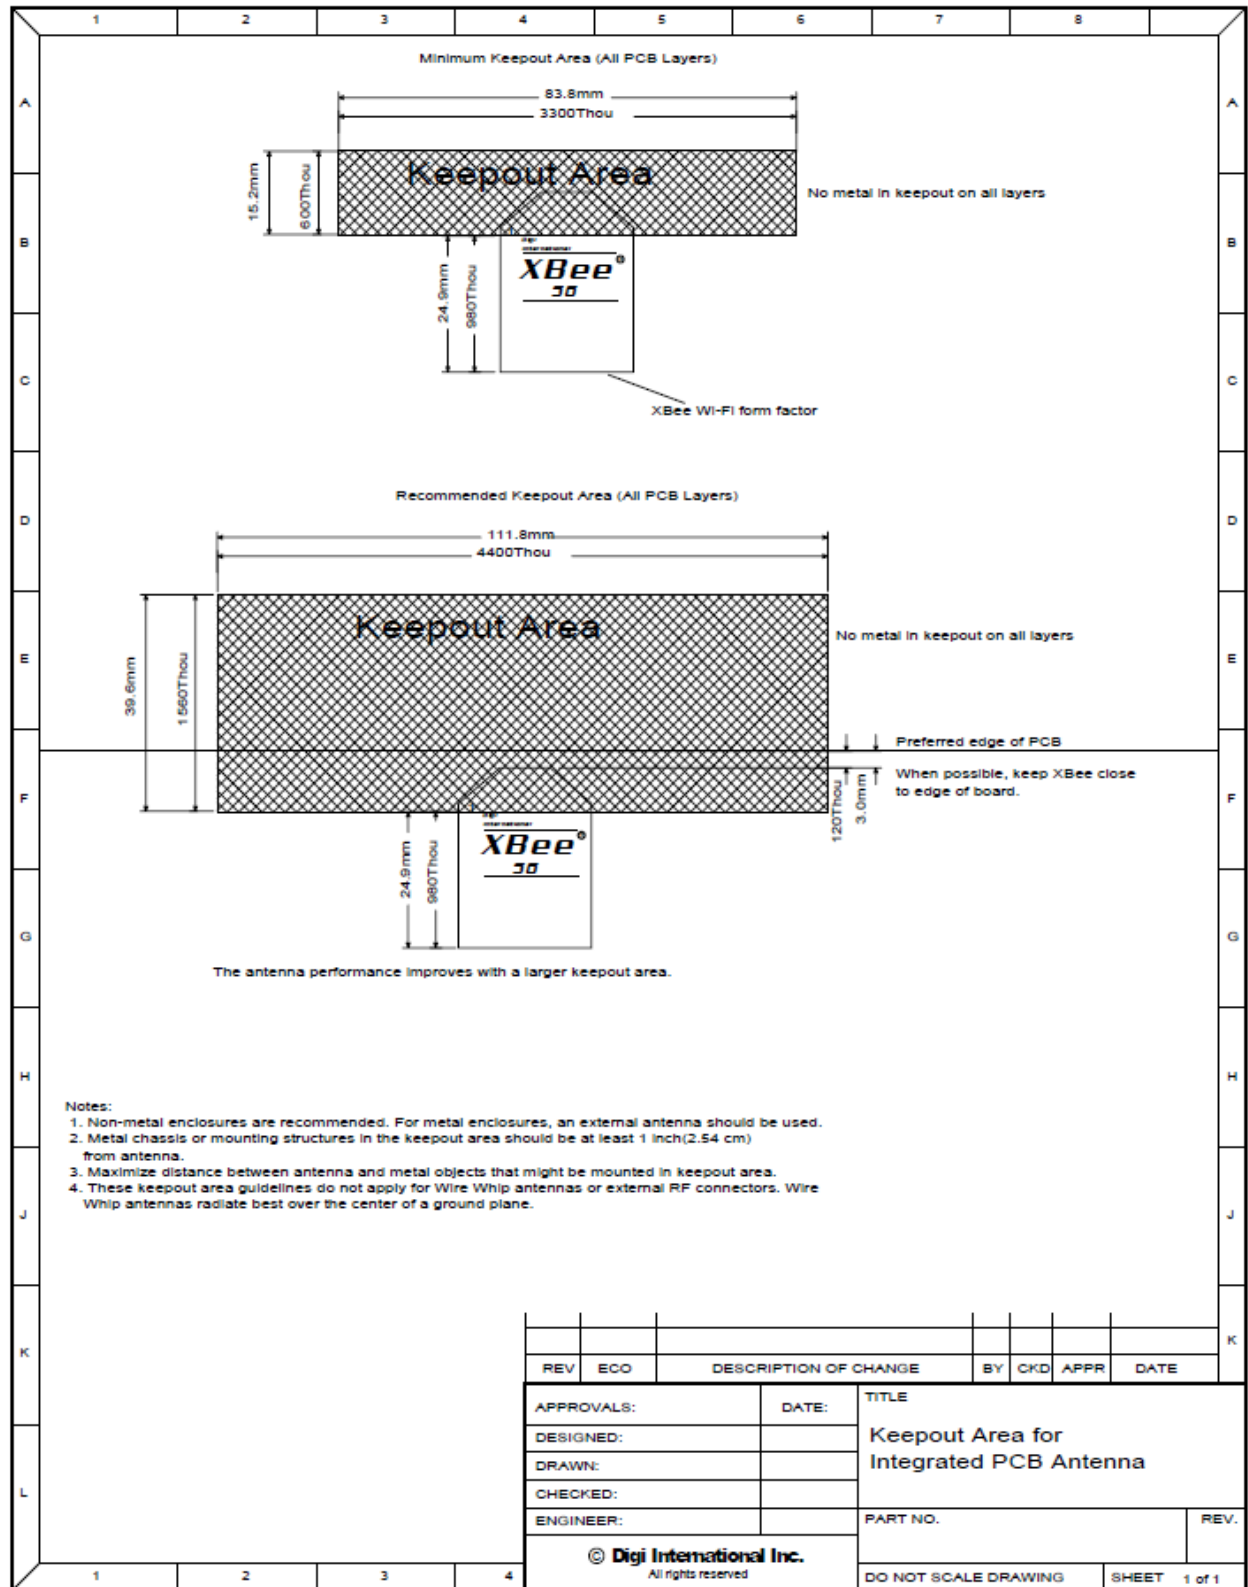 1 2 3 4 5 6 7 8
Minimum Keepout Area (All PCB Layers)
83.8mm
3300Thou
A A
Keepout Area
15.2mm
600Thou
No metal in keepout on all layers
B B
XBee®
24.9mm
980Thou
C C
XBee Wi-Fi form factor
Recommended Keepout Area (All PCB Layers)
D D
111.8mm
4400Thou
Keepout Area
No metal in keepout on all layers
E E
39.6mm
1560Thou
Preferred edge of PCB
When possible, keep XBee close
to edge of board.
F F
120Thou
3.0mm
XBee®
24.9mm
980Thou
G G
The antenna performance improves with a larger keepout area.
H H
Notes:
1. Non-metal enclosures are recommended. For metal enclosures, an external antenna should be used.
2. Metal chassis or mounting structures in the keepout area should be at least 1 inch(2.54 cm)
from antenna.
3. Maximize distance between antenna and metal objects that might be mounted in keepout area.
4. These keepout area guidelines do not apply for Wire Whip antennas or external RF connectors. Wire
Whip antennas radiate best over the center of a ground plane.
J J
K K
REV ECO DESCRIPTION OF CHANGE BY CKD APPR DATE
APPROVALS: DATE: TITLE
DESIGNED:
Keepout Area for
Integrated PCB Antenna
DRAWN:
CHECKED:
L
ENGINEER: PART NO. REV.
© Digi International Inc.
All rights reserved
DO NOT SCALE DRAWING SHEET 1 of 1
1 2 3 4